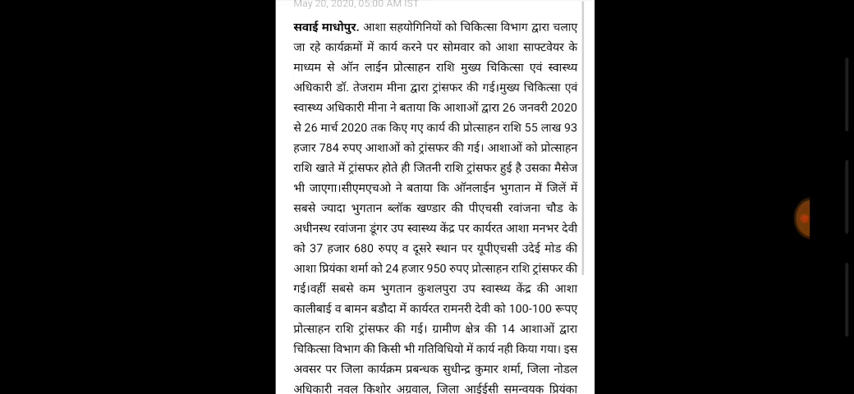 May 20, 2020, 05:00 AM IST
सवाई माधोपुर. आशा सहयोगिनियों को चिकित्सा विभाग द्वारा चलाए
जा रहे कार्यक्रमों में कार्य करने पर सोमवार को आशा साफ्टवेयर के
माध्यम से ऑन लाईन प्रोत्साहन राशि मुख्य चिकित्सा एवं स्वास्थ्य
अधिकारी डॉ. तेजराम मीना द्वारा ट्रांसफर की गई।मुख्य चिकित्सा एवं
स्वास्थ्य अधिकारी मीना ने बताया कि आशाओं द्वारा 26 जनवरी 2020
से 26 मार्च 2020 तक किए गए कार्य की प्रोत्साहन राशि 55 लाख 93
हजार 784 रुपए आशाओं को ट्रांसफर की गई। आशाओं को प्रोत्साहन
राशि खाते में ट्रांसफर होते ही जितनी राशि ट्रांसफर हुई है उसका मैसेज
भी जाएगा।सीएमएचओ ने बताया कि ऑनलाईन भुगतान में जिलें में
सबसे ज्यादा भुगतान ब्लॉक खण्डार की पीएचसी रवांजना चौड के
अधीनस्थ रवांजना डूंगर उप स्वास्थ्य केंद्र पर कार्यरत आशा मनभर देवी
को 37 हजार 680 रुपए व दूसरे स्थान पर यूपीएचसी उदेई मोड की
आशा प्रियंका शर्मा को 24 हजार 950 रुपए प्रोत्साहन राशि ट्रांसफर की
गई।वहीं सबसे कम भुगतान कुशलपुरा उप स्वास्थ्य केंद्र की आशा
कालीबाई व बामन बडौदा में कार्यरत रामनरी देवी को 100-100 रूपए
प्रोत्साहन राशि ट्रांसफर की गई। ग्रामीण क्षेत्र की 14 आशाओं द्वारा
चिकित्सा विभाग की किसी भी गतिविधियो में कार्य नही किया गया। इस
अवसर पर जिला कार्यक्रम प्रबन्धक सुधीन्द्र कुमार शर्मा, जिला नोडल
अधिकारी नवल किशोर अग्रवाल, जिला आईईसी समन्वयक प्रियंका